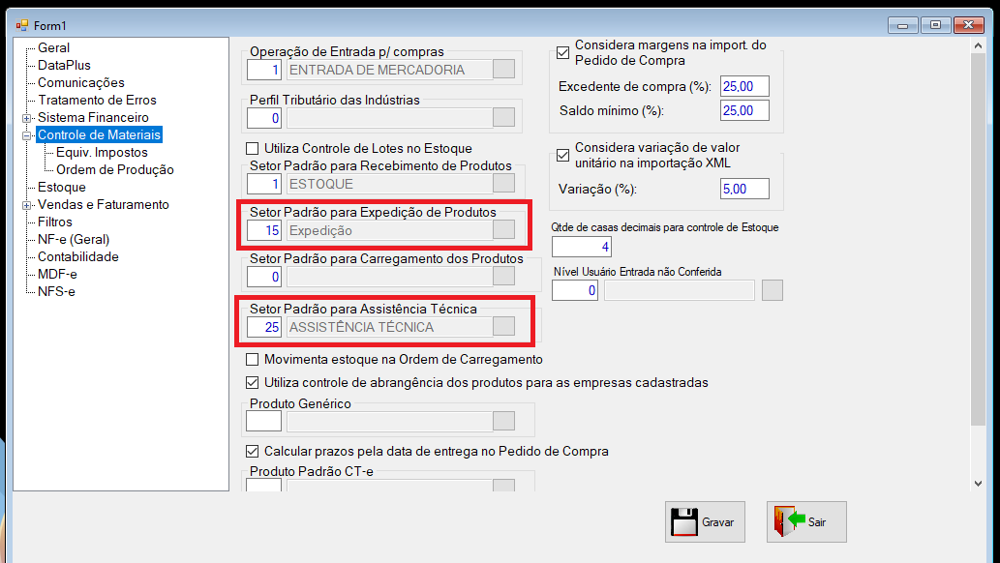 Form1
Geral
DataPlus
Comunicações
Tratamento de Erros
Sistema Financeiro
Controle de Materiais
Equiv. Impostos
Ordem de Produção
Estoque
Vendas e Faturamento
Filtros
NF-e (Geral)
Contabilidade
MDF-e
NFS-e
Operação de Entrada p/ compras
1 ENTRADA DE MERCADORIA
Perfil Tributário das Indústrias
0
Utiliza Controle de Lotes no Estoque
Setor Padrão para Recebimento de Produtos
1 ESTOQUE
Setor Padrão para Expedição de Produtos
15 Expedição
Setor Padrão para Carregamento dos Produtos
0
Setor Padrão para Assistência Técnica
25 ASSISTÊNCIA TÉCNICA
Movimenta estoque na Ordem de Carregamento
Utiliza controle de abrangência dos produtos para as empresas cadastradas
Produto Genérico
Calcular prazos pela data de entrega no Pedido de Compra
Produto Padrão CT-e
Considera margens na import. do
Pedido de Compra
Excedente de compra (%): 25,00
Saldo mínimo (%): 25,00
Considera variação de valor
unitário na importação XML
Variação (%): 5,00
Qtde de casas decimais para controle de Estoque
4
Nível Usuário Entrada não Conferida
0
Gravar
Sair